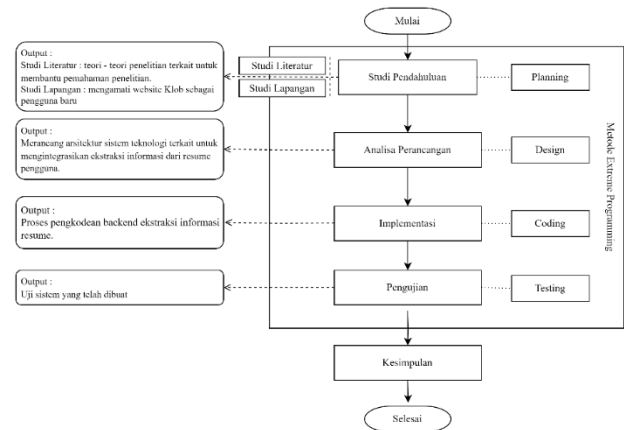 Mulai
Output :
Studi Literatur : teori - teori penelitian terkait untuk
membantu pemahaman penelitian.
Studi Lapangan : mengamati website Klob sebagai
pengguna baru
Studi Literatur
Studi Lapangan
Studi Pendahuluan
Planning
Output :
Merancang arsitektur sistem teknologi terkait untuk
mengintegrasikan ekstraksi informasi dari resume
pengguna.
Analisa Perancangan
Design
Metode Extreme Programming
Output :
Proses pengkodean backend ekstraksi informasi
resume.
Implementasi
Coding
Output :
Uji sistem yang telah dibuat
Pengujian
Testing
Kesimpulan
Selesai